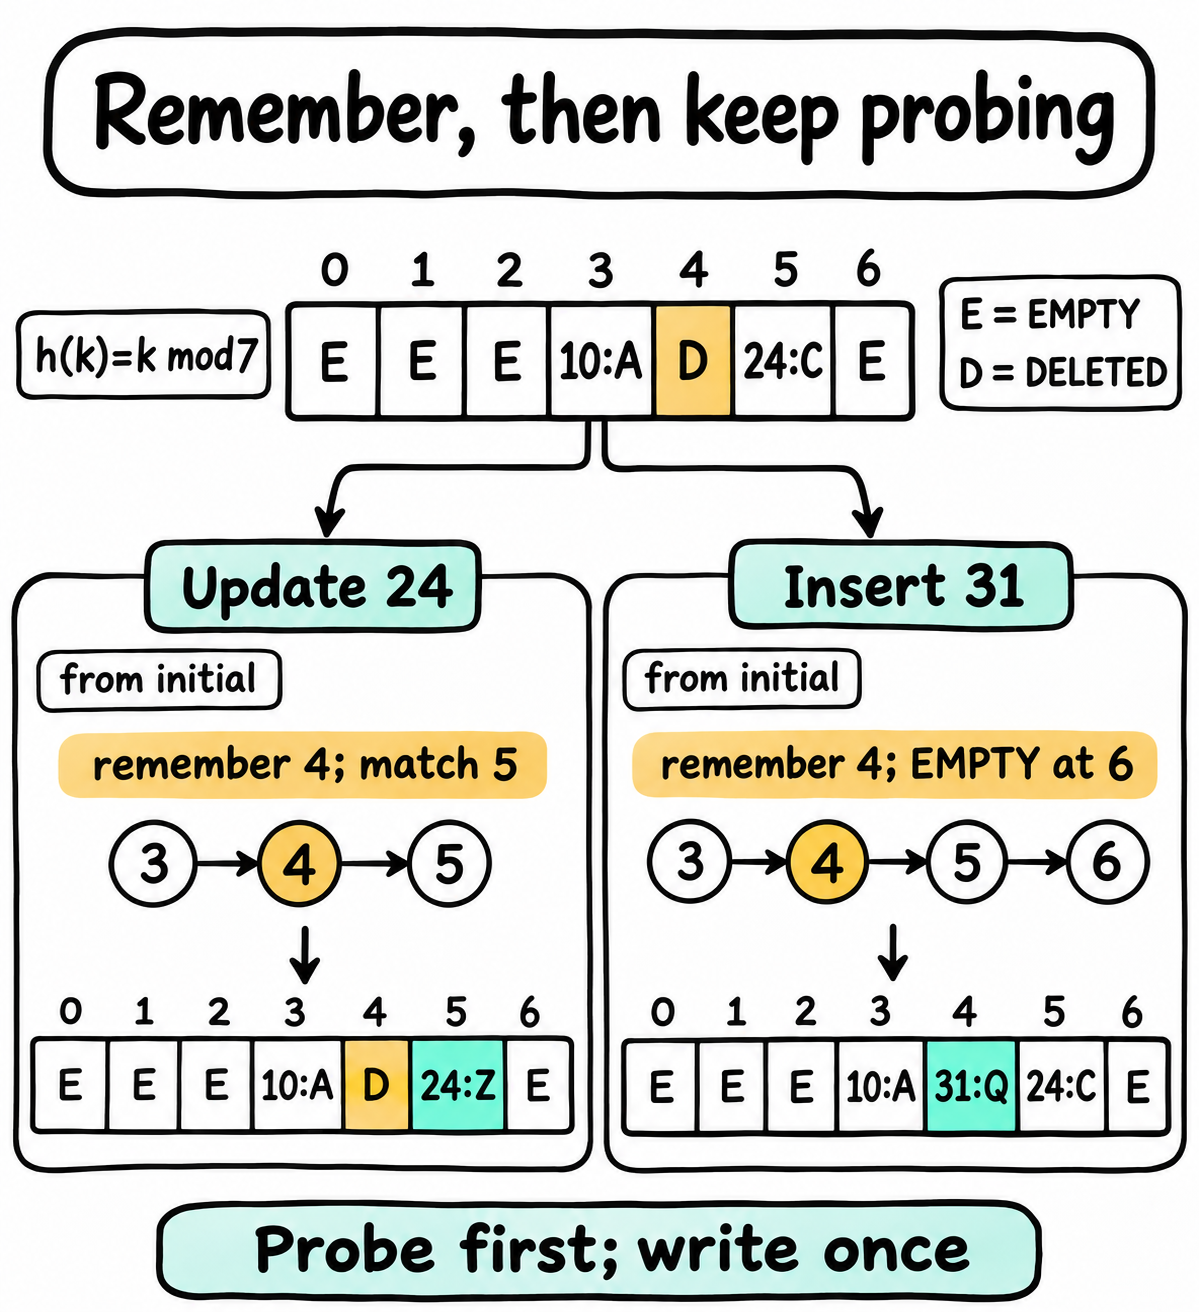 Remember, then keep probing
0 1 2 3 4 5 6
h(k)=k mod7
E E E 10:A D 24:C E
E = EMPTY
D = DELETED
Update 24
from initial
remember 4; match 5
3 4 5
0 1 2 3 4 5 6
E E E 10:A D 24:Z E
Insert 31
from initial
remember 4; EMPTY at 6
3 4 5 6
0 1 2 3 4 5 6
E E E 10:A 31:Q 24:C E
Probe first; write once